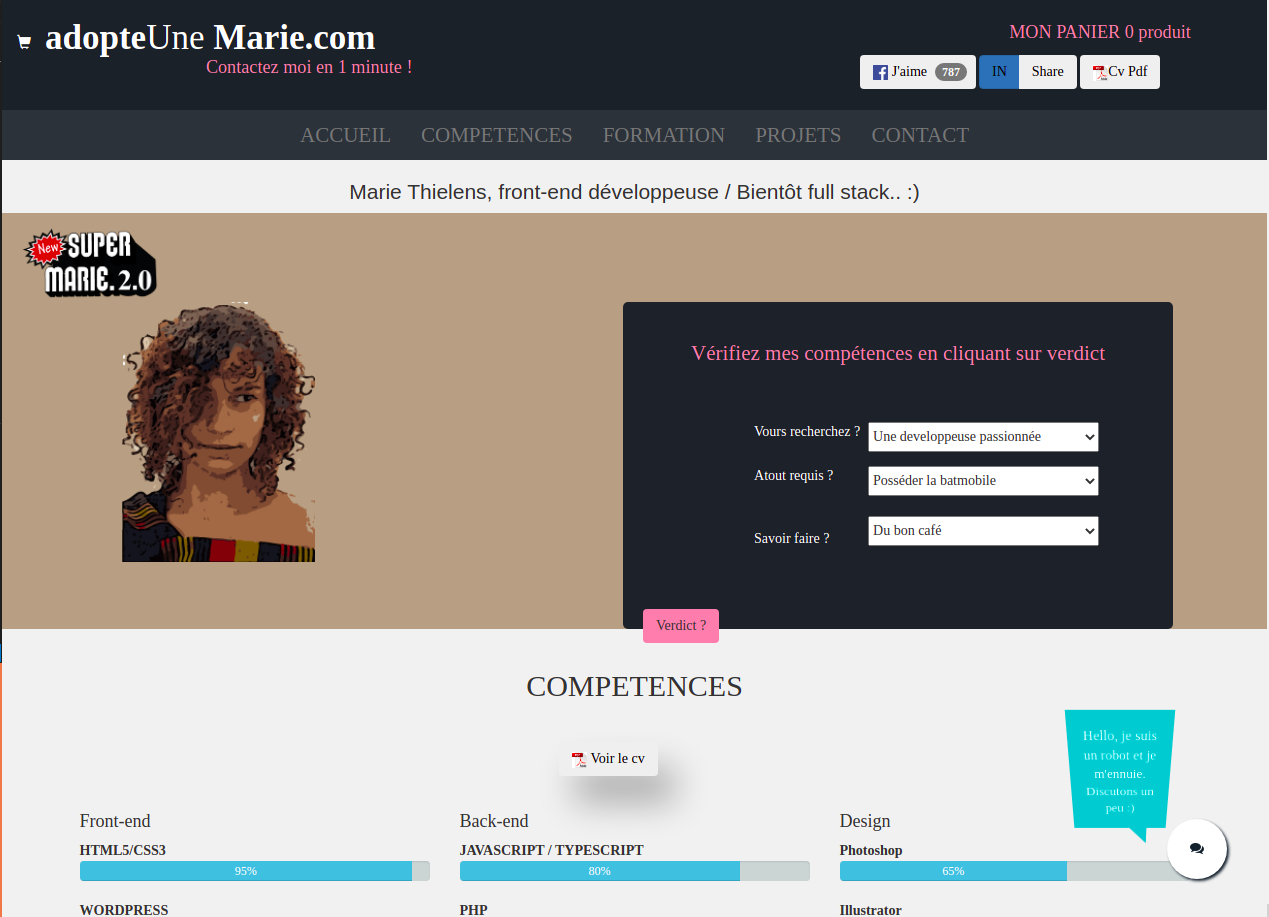 adopteUne Marie.com
Contactez moi en 1 minute !
MON PANIER 0 produit
J'aime 787 IN Share Cv Pdf
ACCUEIL COMPETENCES FORMATION PROJETS CONTACT
Marie Thielens, front-end développeuse / Bientôt full stack.. :)
New SUPER
MARIE.2.0
Vérifiez mes compétences en cliquant sur verdict
Vours recherchez ? Une developpeuse passionnée
Atout requis ? Posséder la batmobile
Savoir faire ? Du bon café
Verdict ?
COMPETENCES
Voir le cv
Hello, je suis
un robot et je
m'ennuie.
Discutons un
peu :)
Front-end Back-end Design
HTML5/CSS3 JAVASCRIPT / TYPESCRIPT Photoshop
95% 80% 65%
WORDPRESS PHP Illustrator